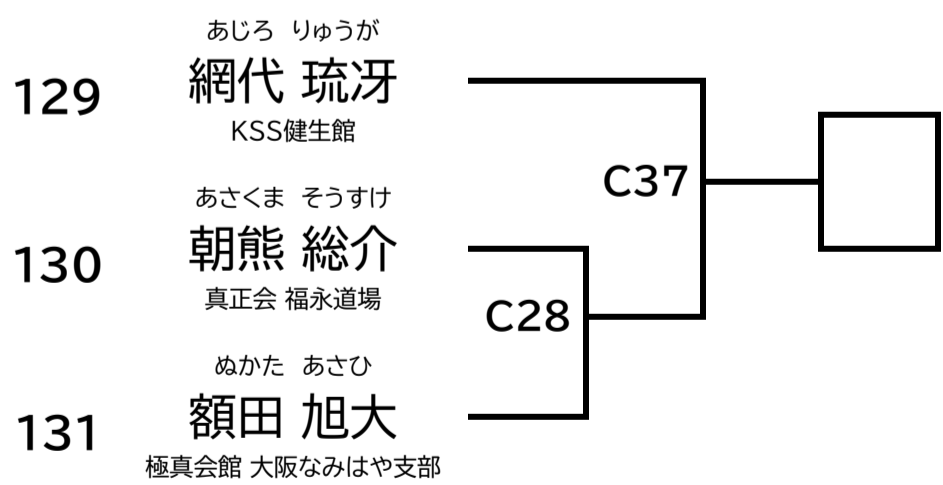 あじろ りゅうが
129 網代 琉冴
KSS健生館
C37
あさくま そうすけ
130 朝熊 総介
真正会 福永道場
C28
ぬかた あさひ
131 額田 旭大
極真会館 大阪なみはや支部